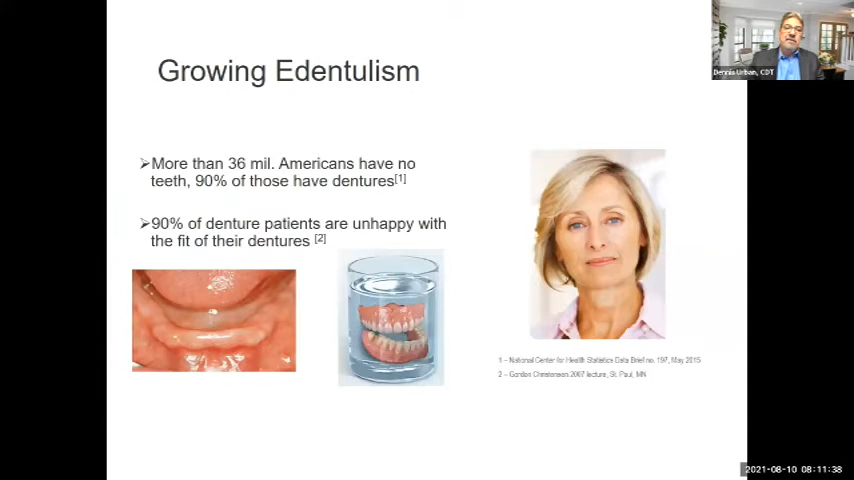 Growing Edentulism
Dennis Urban, CDT
➢More than 36 mil. Americans have no
teeth, 90% of those have dentures[1]
➢90% of denture patients are unhappy with
the fit of their dentures [2]
1 – National Center for Health Statistics Data Brief no. 197, May 2015
2 – Gordon Christensen 2007 lecture, St. Paul, MN
2021-08-10 08:11:38